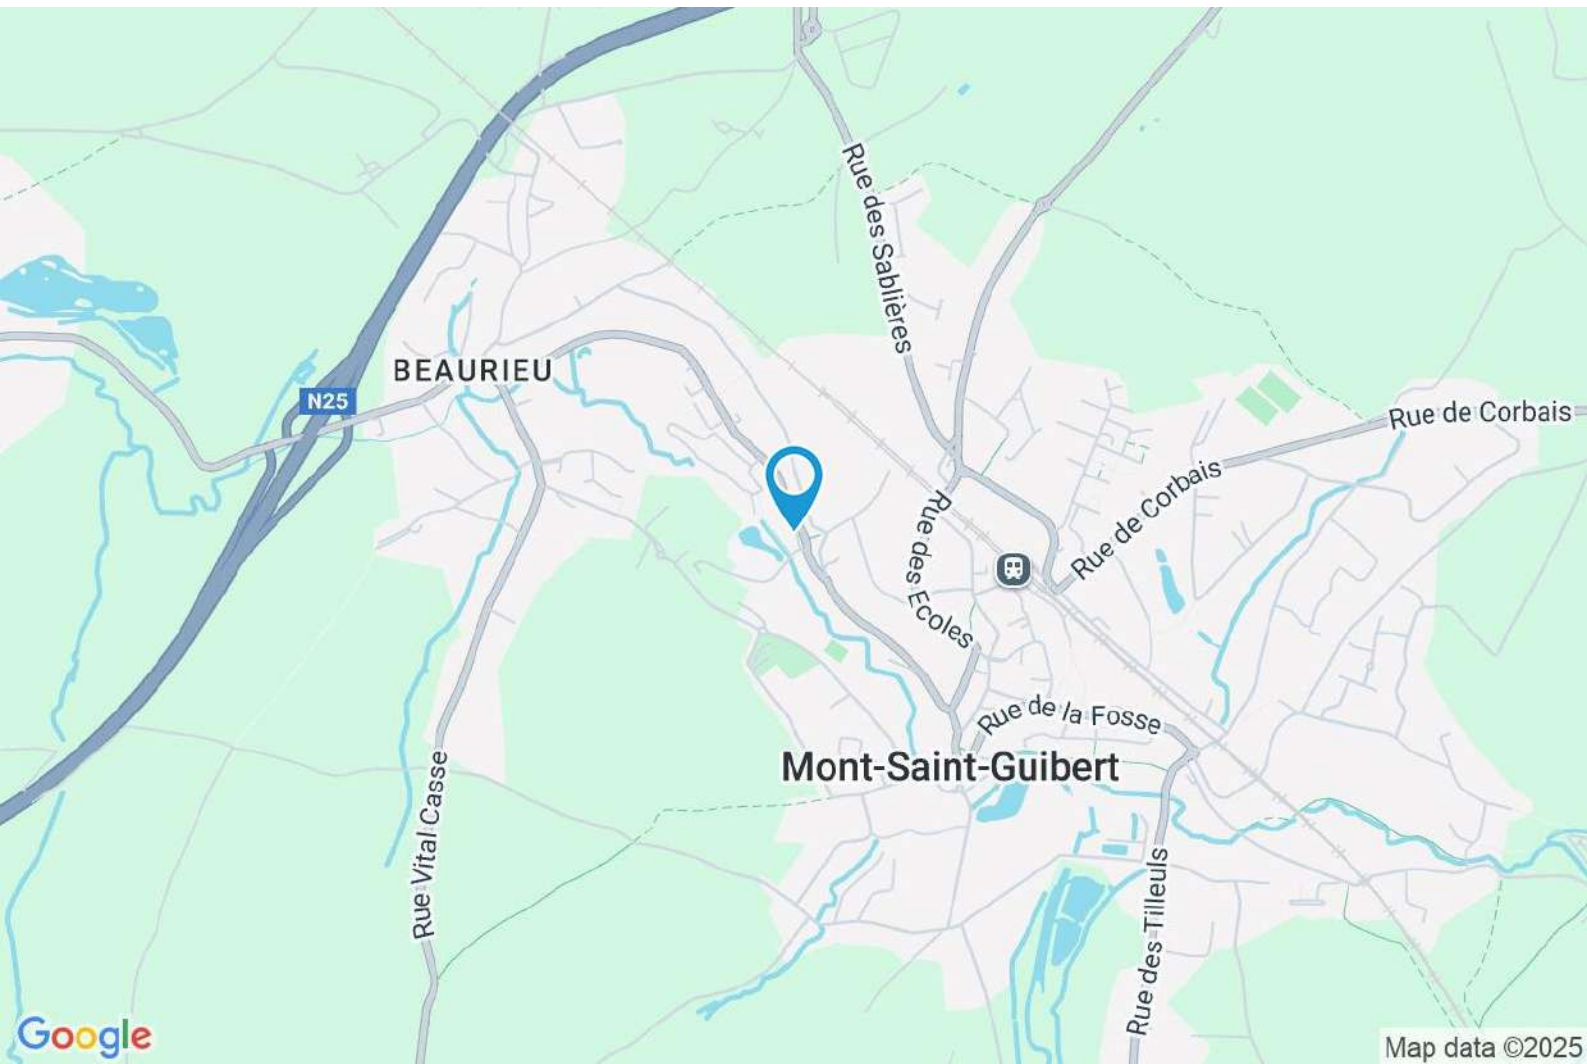 Rue des Sablières
BEAURIEU
N25
Rue de Corbais
Rue de Corbais
Rue des Ecoles
Rue de la Fosse
Mont-Saint-Guibert
Rue Vital Casse
Rue des Tilleuls
Google
Map data ©2025